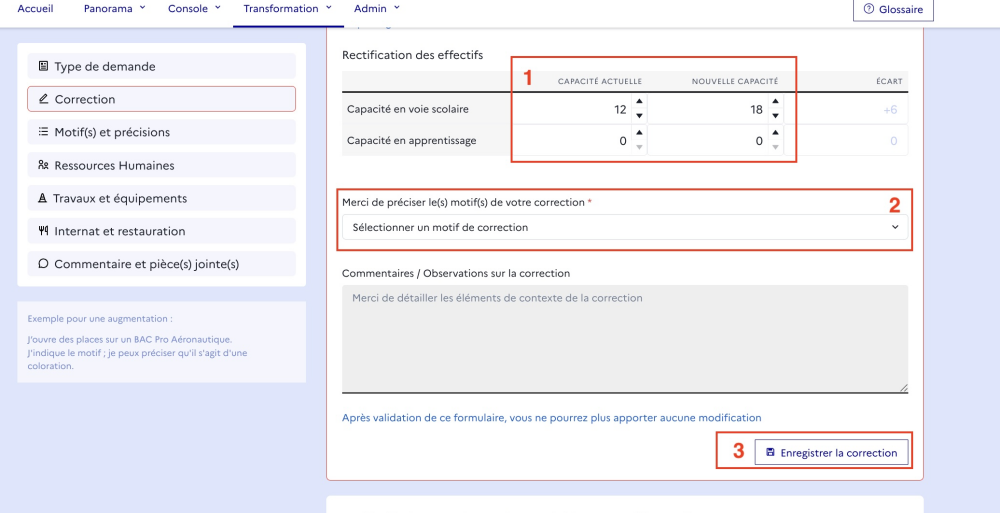 Accueil Panorama Console Transformation Admin Glossaire
Type de demande
Correction
Motif(s) et précisions
Ressources Humaines
Travaux et équipements
Internat et restauration
Commentaire et pièce(s) jointe(s)
Exemple pour une augmentation :
J'ouvre des places sur un BAC Pro Aéronautique.
J'indique le motif ; je peux préciser qu'il s'agit d'une
coloration.
Rectification des effectifs
1 CAPACITÉ ACTUELLE NOUVELLE CAPACITÉ ÉCART
Capacité en voie scolaire 12 18 +6
Capacité en apprentissage 0 0 0
Merci de préciser le(s) motif(s) de votre correction * 2
Sélectionner un motif de correction
Commentaires / Observations sur la correction
Merci de détailler les éléments de contexte de la correction
Après validation de ce formulaire, vous ne pourrez plus apporter aucune modification
3 Enregistrer la correction